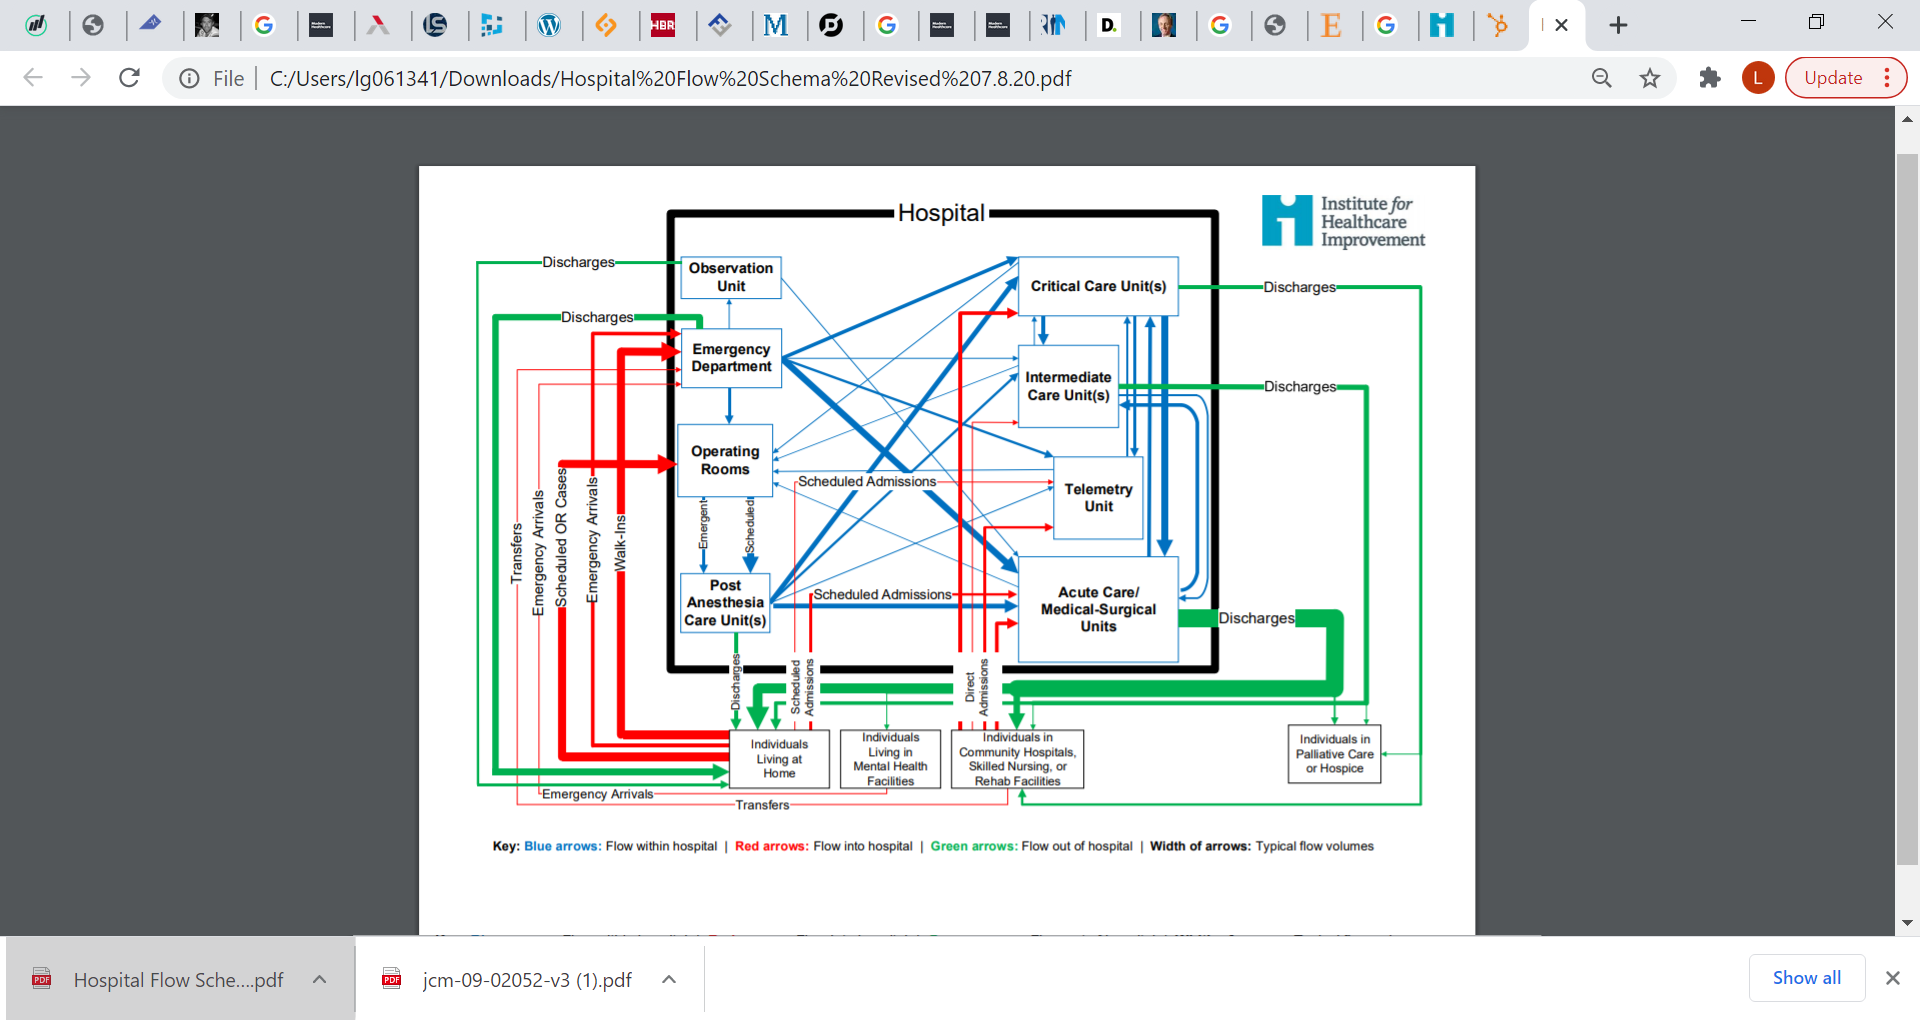 HBR
M
D.
E
File
C:/Users/lg061341/Downloads/Hospital%20Flow%20Schema%20Revised%207.8.20.pdf
L
Update
Hospital
Institute for
Healthcare
Improvement
Discharges
Observation
Unit
Critical Care Unit(s)
Discharges
Discharges
Emergency
Department
Intermediate
Care Unit(s)
Discharges
Operating
Rooms
Scheduled Admissions
Telemetry
Unit
Transfers
Emergency Arrivals
Scheduled OR Cases
Emergency Arrivals
Walk-Ins
Emergent
Scheduled
Post
Anesthesia
Care Unit(s)
Scheduled Admissions
Acute Care/
Medical-Surgical
Units
Discharges
Discharges
Scheduled
Admissions
Direct
Admissions
Individuals
Living at
Home
Individuals
Living in
Mental Health
Facilities
Individuals in
Community Hospitals,
Skilled Nursing, or
Rehab Facilities
Individuals in
Palliative Care
or Hospice
Emergency Arrivals
Transfers
Key: Blue arrows: Flow within hospital | Red arrows: Flow into hospital | Green arrows: Flow out of hospital | Width of arrows: Typical flow volumes
PDF
Hospital Flow Sche....pdf
PDF
jcm-09-02052-v3 (1).pdf
Show all